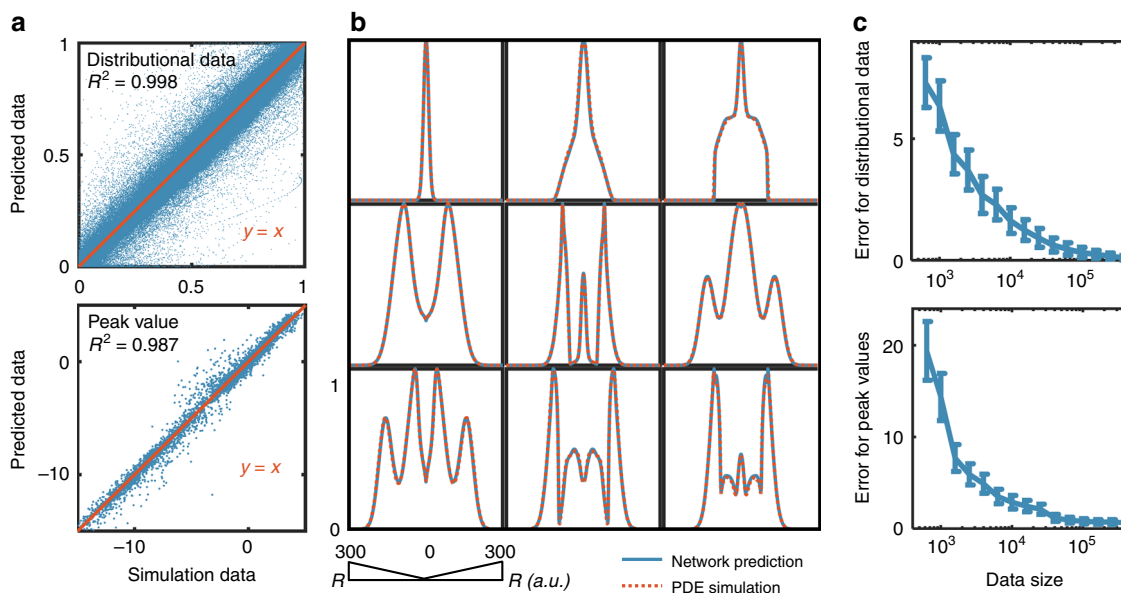 a
1
Distributional data
R² = 0.998
Predicted data
0.5
y = x
0
0 0.5 1
Peak value
R² = 0.987
Predicted data
0
−10
y = x
−10 0
Simulation data
b
1
0
300 0 300
R R (a.u.)
Network prediction
PDE simulation
c
Error for distributional data
5
0
10³ 10⁴ 10⁵
Error for peak values
20
10
0
10³ 10⁴ 10⁵
Data size